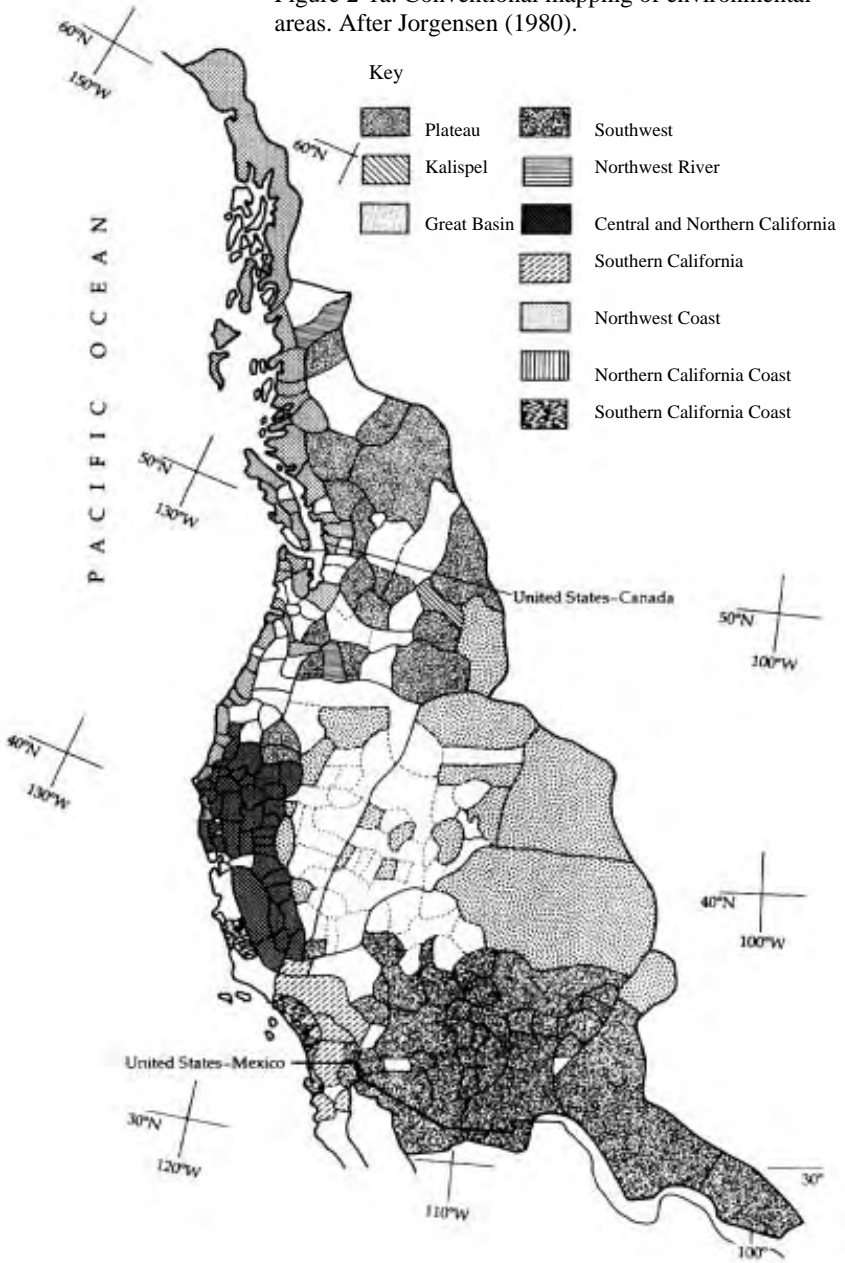 Figure 2-1a. Conventional mapping of environmental
areas. After Jorgensen (1980).
Key
Plateau
Kalispel
Great Basin
Southwest
Northwest River
Central and Northern California
Southern California
Northwest Coast
Northern California Coast
Southern California Coast
60°N
150°W
60°N
PACIFIC OCEAN
50°N
130°W
United States–Canada
50°N
100°W
40°N
130°W
40°N
100°W
United States–Mexico
30°N
120°W
110°W
30°
100°